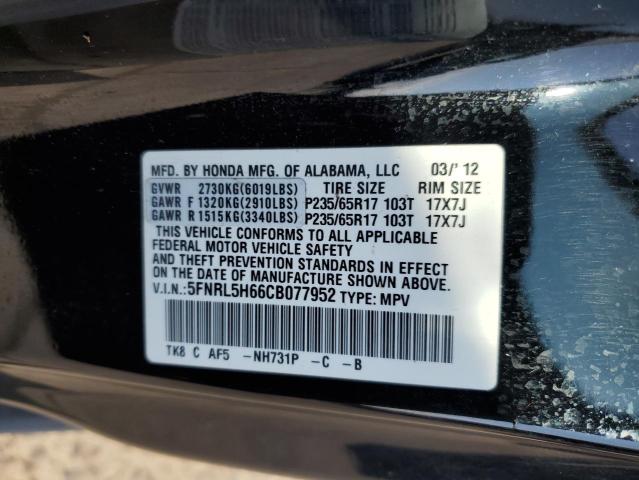 MFD. BY HONDA MFG. OF ALABAMA, LLC 03/'12
GVWR 2730KG(6019LBS) TIRE SIZE RIM SIZE
GAWR F 1320KG(2910LBS) P235/65R17 103T 17X7J
GAWR R 1515KG(3340LBS) P235/65R17 103T 17X7J
THIS VEHICLE CONFORMS TO ALL APPLICABLE
FEDERAL MOTOR VEHICLE SAFETY
AND THEFT PREVENTION STANDARDS IN EFFECT
ON THE DATE OF MANUFACTURE SHOWN ABOVE.
V.I.N.:5FNRL5H66CB077952 TYPE: MPV
TK8 C AF5 -NH731P -C -B